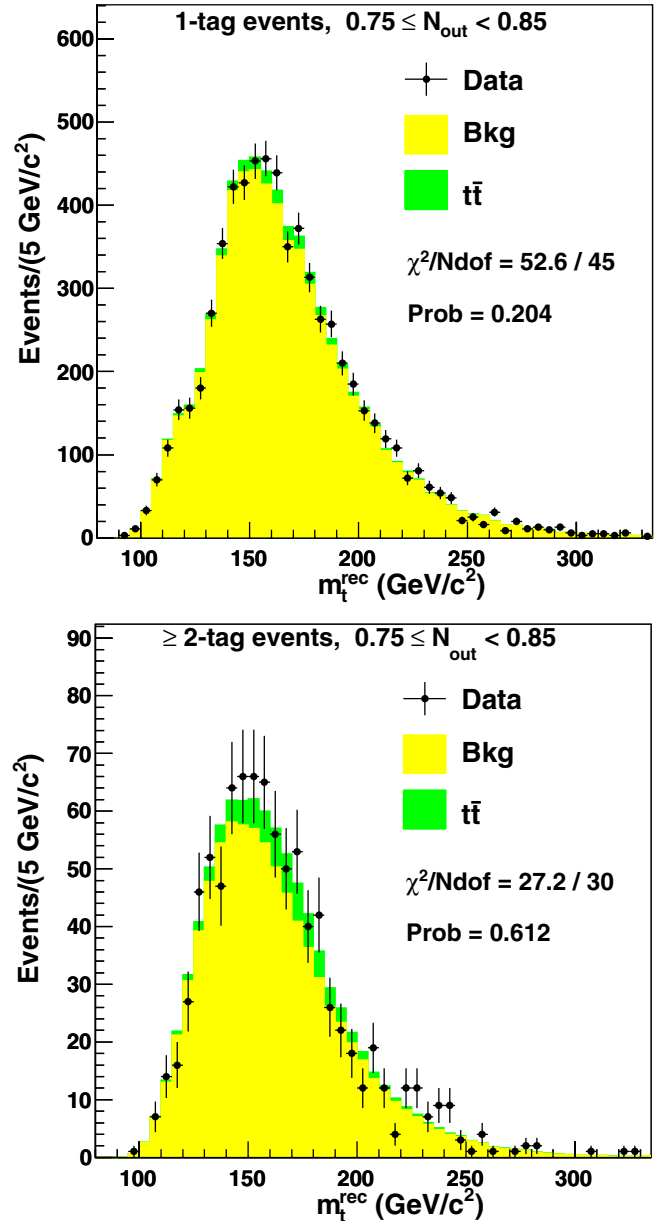 1-tag events, 0.75 ≤ N_out < 0.85
Data
Bkg
tt̄
χ²/Ndof = 52.6 / 45
Prob = 0.204
Events/(5 GeV/c²)
600
500
400
300
200
100
0
100 150 200 250 300
m_t^rec (GeV/c²)
≥ 2-tag events, 0.75 ≤ N_out < 0.85
Data
Bkg
tt̄
χ²/Ndof = 27.2 / 30
Prob = 0.612
Events/(5 GeV/c²)
90
80
70
60
50
40
30
20
10
0
100 150 200 250 300
m_t^rec (GeV/c²)